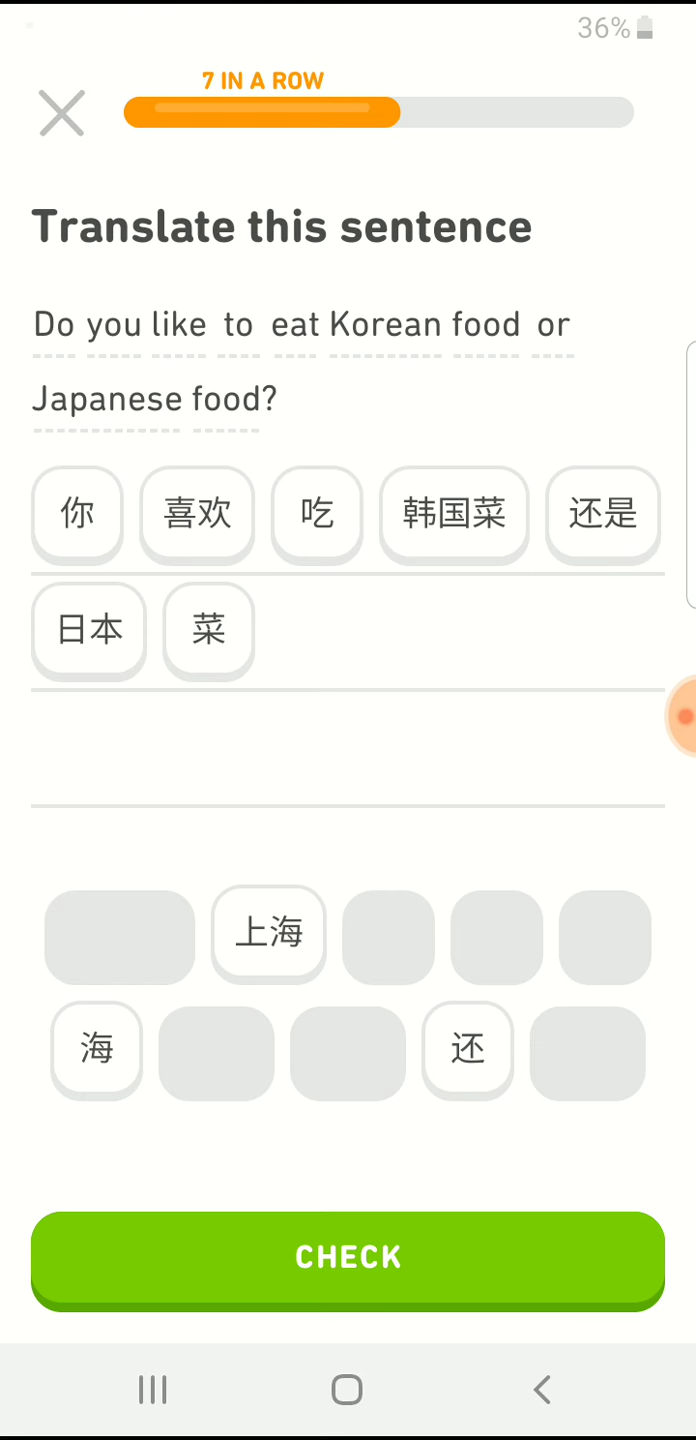 36%
7 IN A ROW
Translate this sentence
Do you like to eat Korean food or
Japanese food?
你 喜欢 吃 韩国菜 还是
日本 菜
上海
海 还
CHECK